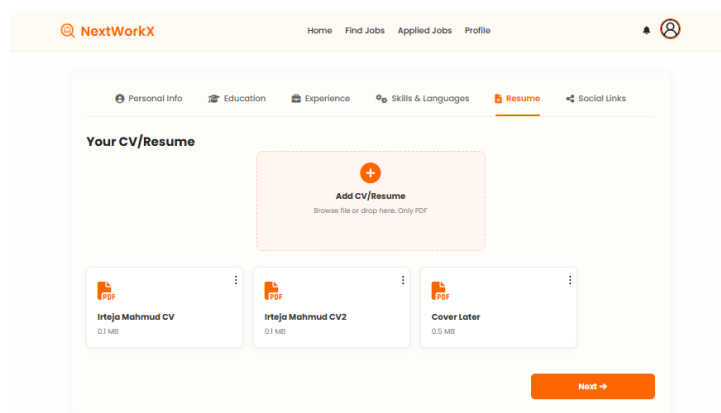 NextWorkX
Home Find Jobs Applied Jobs Profile
Personal Info Education Experience Skills & Languages Resume Social Links
Your CV/Resume
Add CV/Resume
Browse file or drop here. Only PDF
PDF PDF PDF
Irteja Mahmud CV Irteja Mahmud CV2 Cover Later
0.1 MB 0.1 MB 0.5 MB
Next →